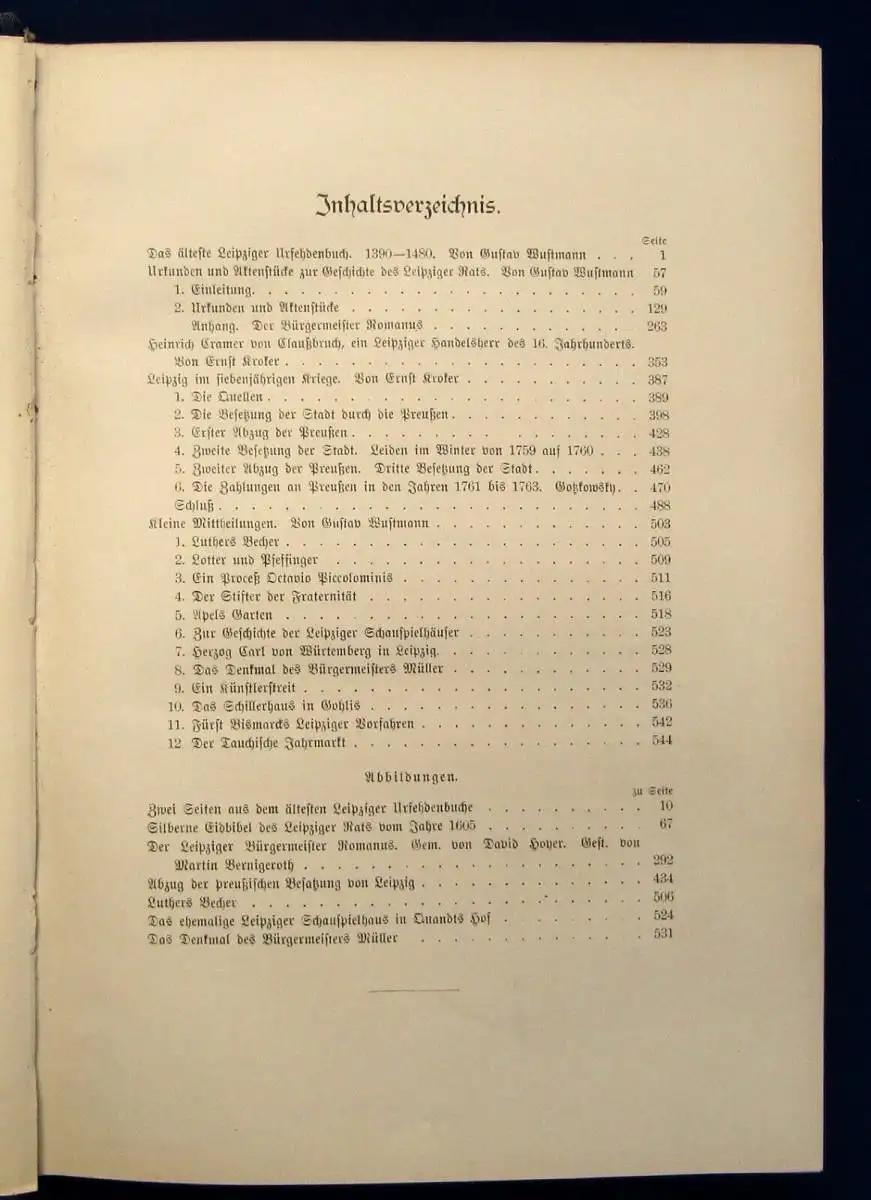 Inhaltsverzeichnis.
Seite
Das älteste Leipziger Urfehdenbuch. 1390—1480. Von Gustav Wustmann . . . 1
Urkunden und Aktenstücke zur Geschichte des Leipziger Rats. Von Gustav Wustmann 57
1. Einleitung. . . . . . . . . . . . . . . . . . . . . . 59
2. Urkunden und Aktenstücke . . . . . . . . . . . . . . . . . 129
Anhang. Der Bürgermeister Romanus . . . . . . . . . . . . 263
Heinrich Cramer von Claußbruch, ein Leipziger Handelsherr des 16. Jahrhunderts.
Von Ernst Kroker . . . . . . . . . . . . . . . . . . . . 353
Leipzig im siebenjährigen Kriege. Von Ernst Kroker . . . . . . . . . . 387
1. Die Quellen . . . . . . . . . . . . . . . . . . . . . 389
2. Die Besetzung der Stadt durch die Preußen . . . . . . . . . . . 398
3. Erster Abzug der Preußen . . . . . . . . . . . . . . . . . 428
4. Zweite Besetzung der Stadt. Leiden im Winter von 1759 auf 1760 . . . 438
5. Zweiter Abzug der Preußen. Dritte Besetzung der Stadt . . . . . . . 462
6. Die Zahlungen an Preußen in den Jahren 1761 bis 1763. Gotzkowsky. . 470
Schluß . . . . . . . . . . . . . . . . . . . . . . . . 488
Kleine Mittheilungen. Von Gustav Wustmann . . . . . . . . . . . . 503
1. Luthers Becher . . . . . . . . . . . . . . . . . . . . 505
2. Lotter und Pfeffinger . . . . . . . . . . . . . . . . . . 509
3. Ein Proceß Octavio Piccolominis . . . . . . . . . . . . . . 511
4. Der Stifter der Fraternität . . . . . . . . . . . . . . . . 516
5. Apels Garten . . . . . . . . . . . . . . . . . . . . . 518
6. Zur Geschichte der Leipziger Schauspielhäuser . . . . . . . . . . 523
7. Herzog Carl von Würtemberg in Leipzig. . . . . . . . . . . . 528
8. Das Denkmal des Bürgermeisters Müller . . . . . . . . . . . 529
9. Ein Künstlerstreit . . . . . . . . . . . . . . . . . . . 532
10. Das Schillerhaus in Gohlis . . . . . . . . . . . . . . . . 536
11. Fürst Bismarcks Leipziger Vorfahren . . . . . . . . . . . . . 542
12 Der Tauchische Jahrmarkt . . . . . . . . . . . . . . . . . 544
Abbildungen.
zu Seite
Zwei Seiten aus dem ältesten Leipziger Urfehdenbuche . . . . . . . . . 10
Silberne Eidbibel des Leipziger Rats vom Jahre 1605 . . . . . . . . . 67
Der Leipziger Bürgermeister Romanus. Gem. von David Hoyer. Gest. von
Martin Bernigeroth . . . . . . . . . . . . . . . . . . . 292
Abzug der preußischen Besatzung von Leipzig . . . . . . . . . . . . 434
Luthers Becher . . . . . . . . . . . . . . . . . . . . . 506
Das ehemalige Leipziger Schauspielhaus in Quandts Hof . . . . . . . . 524
Das Denkmal des Bürgermeisters Müller . . . . . . . . . . . . . 531